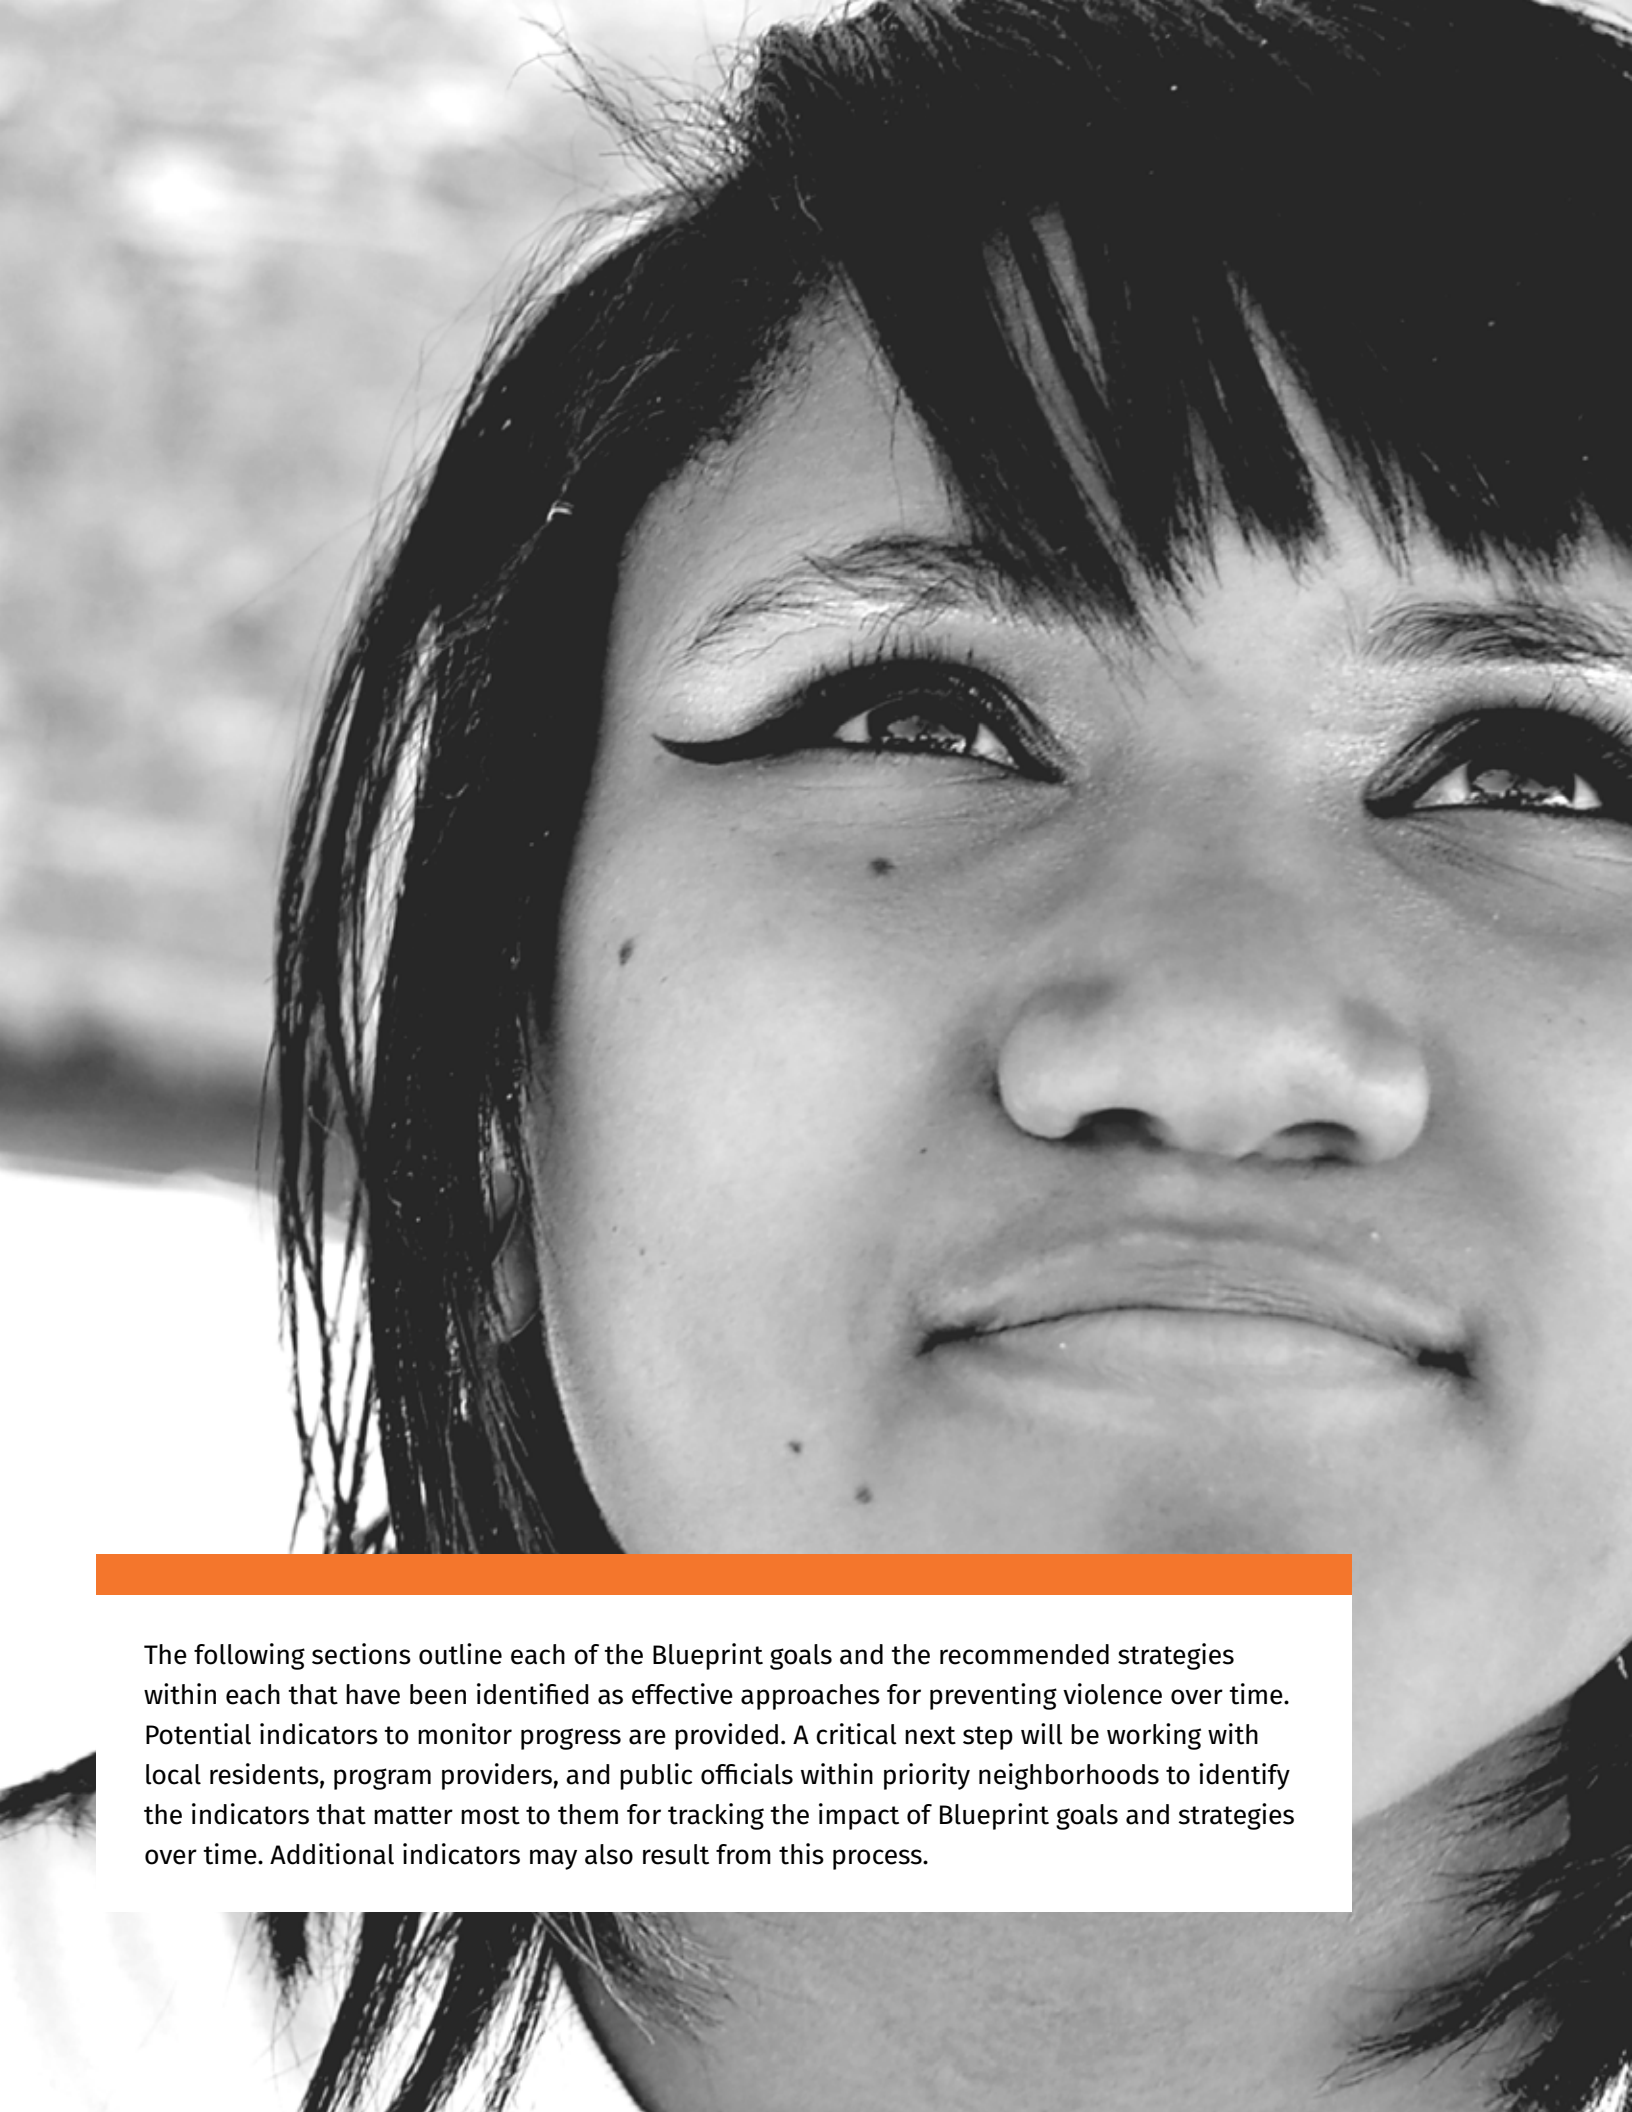 The following sections outline each of the Blueprint goals and the recommended strategies
within each that have been identified as effective approaches for preventing violence over time.
Potential indicators to monitor progress are provided. A critical next step will be working with
local residents, program providers, and public officials within priority neighborhoods to identify
the indicators that matter most to them for tracking the impact of Blueprint goals and strategies
over time. Additional indicators may also result from this process.